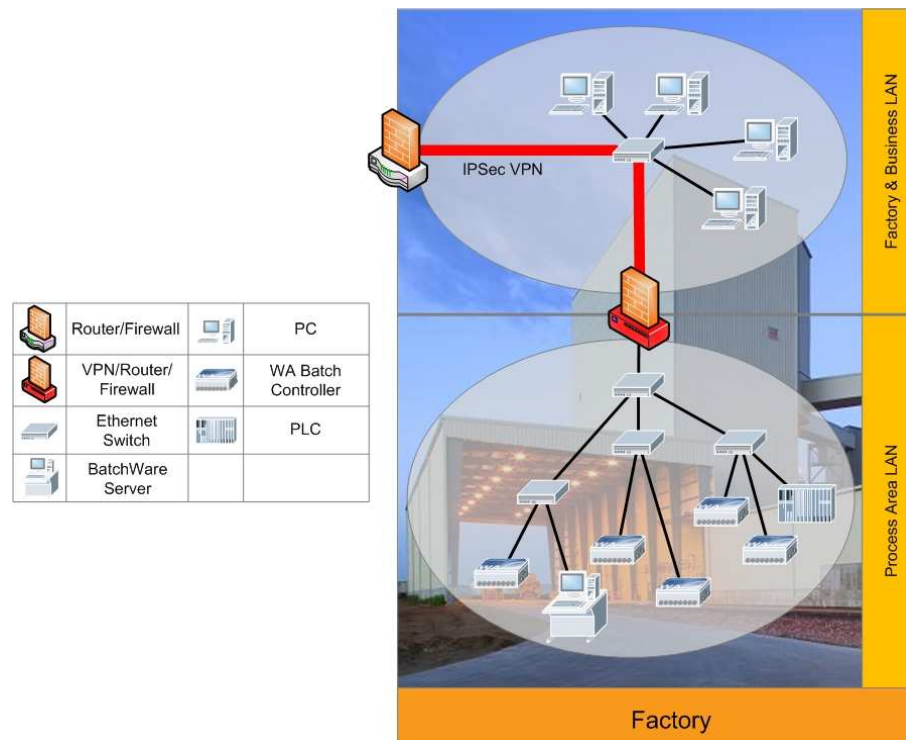 Factory & Business LAN
IPSec VPN
Router/Firewall
PC
VPN/Router/
Firewall
WA Batch
Controller
Ethernet
Switch
PLC
BatchWare
Server
Process Area LAN
Factory